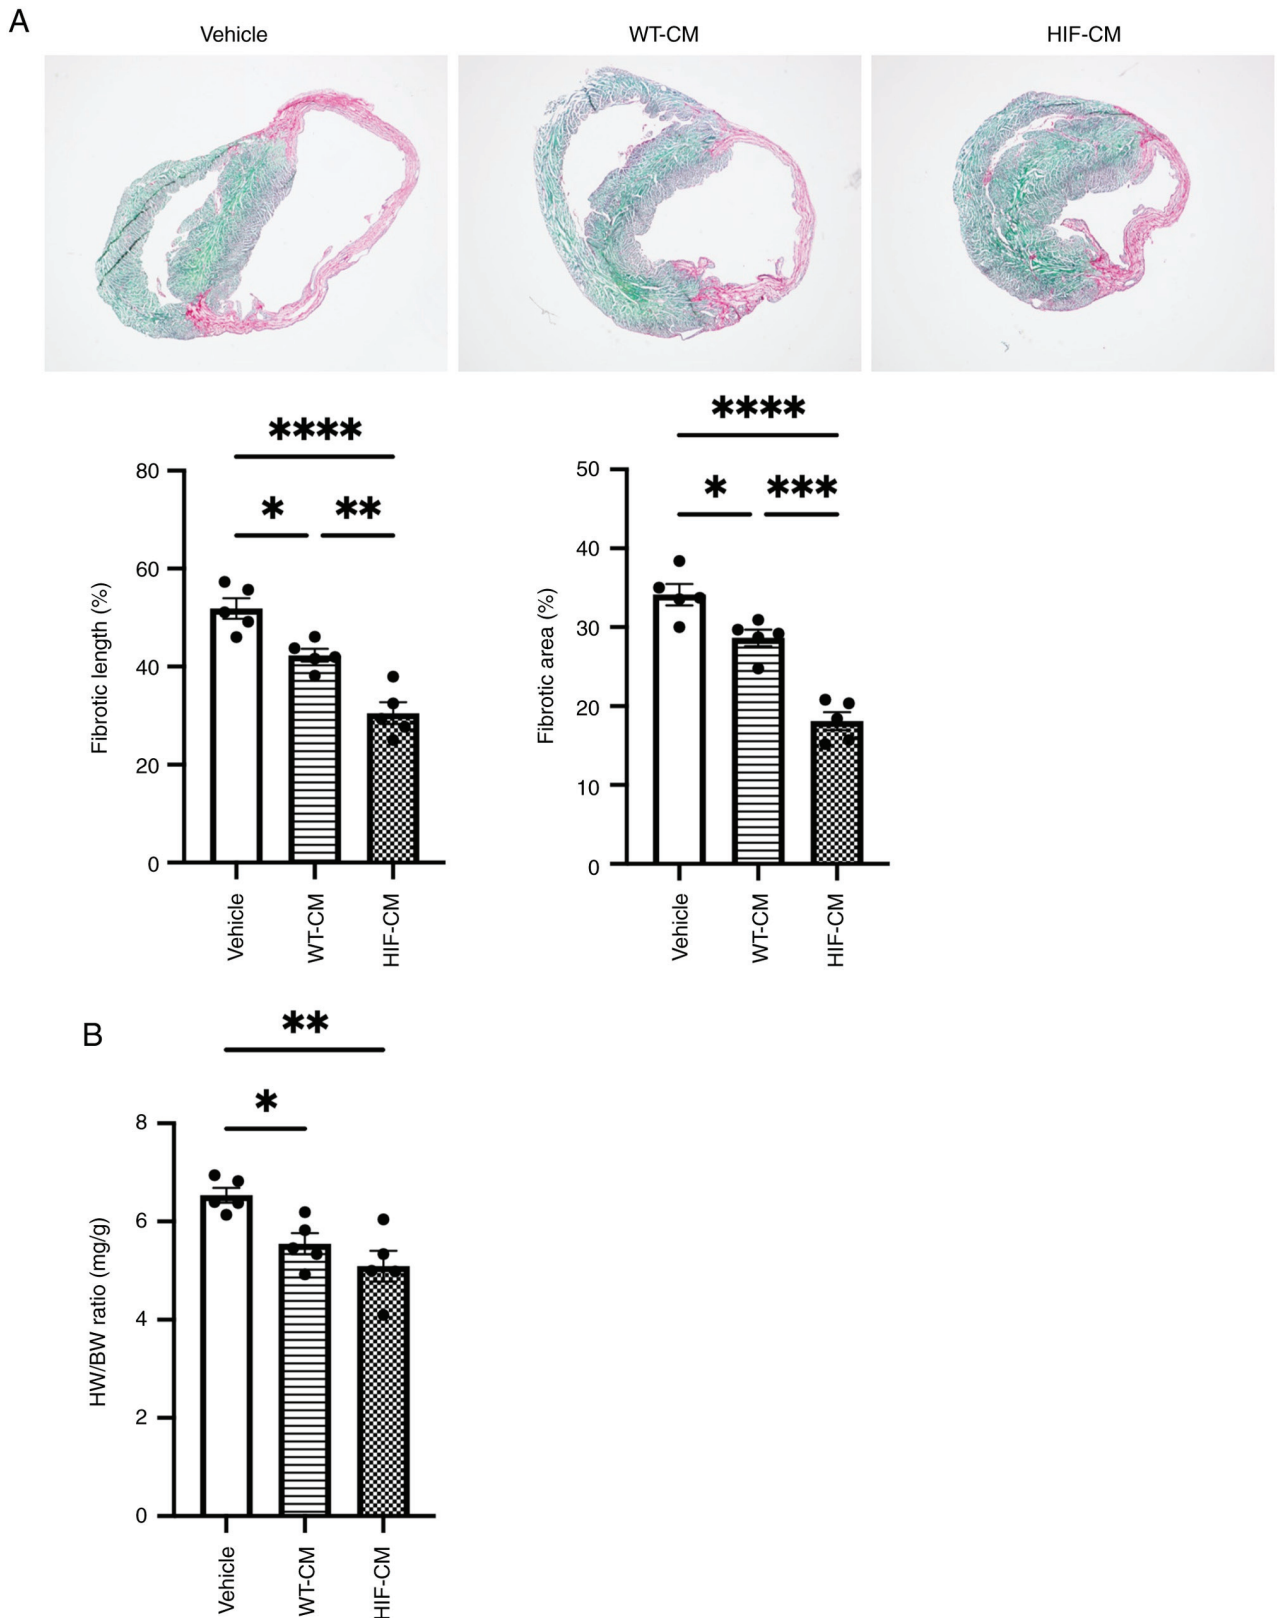 A
Vehicle WT-CM HIF-CM
****
* **
80
60
40
20
0
Fibrotic length (%)
Vehicle WT-CM HIF-CM
****
* ***
50
40
30
20
10
0
Fibrotic area (%)
Vehicle WT-CM HIF-CM
B
**
*
8
6
4
2
0
HW/BW ratio (mg/g)
Vehicle WT-CM HIF-CM